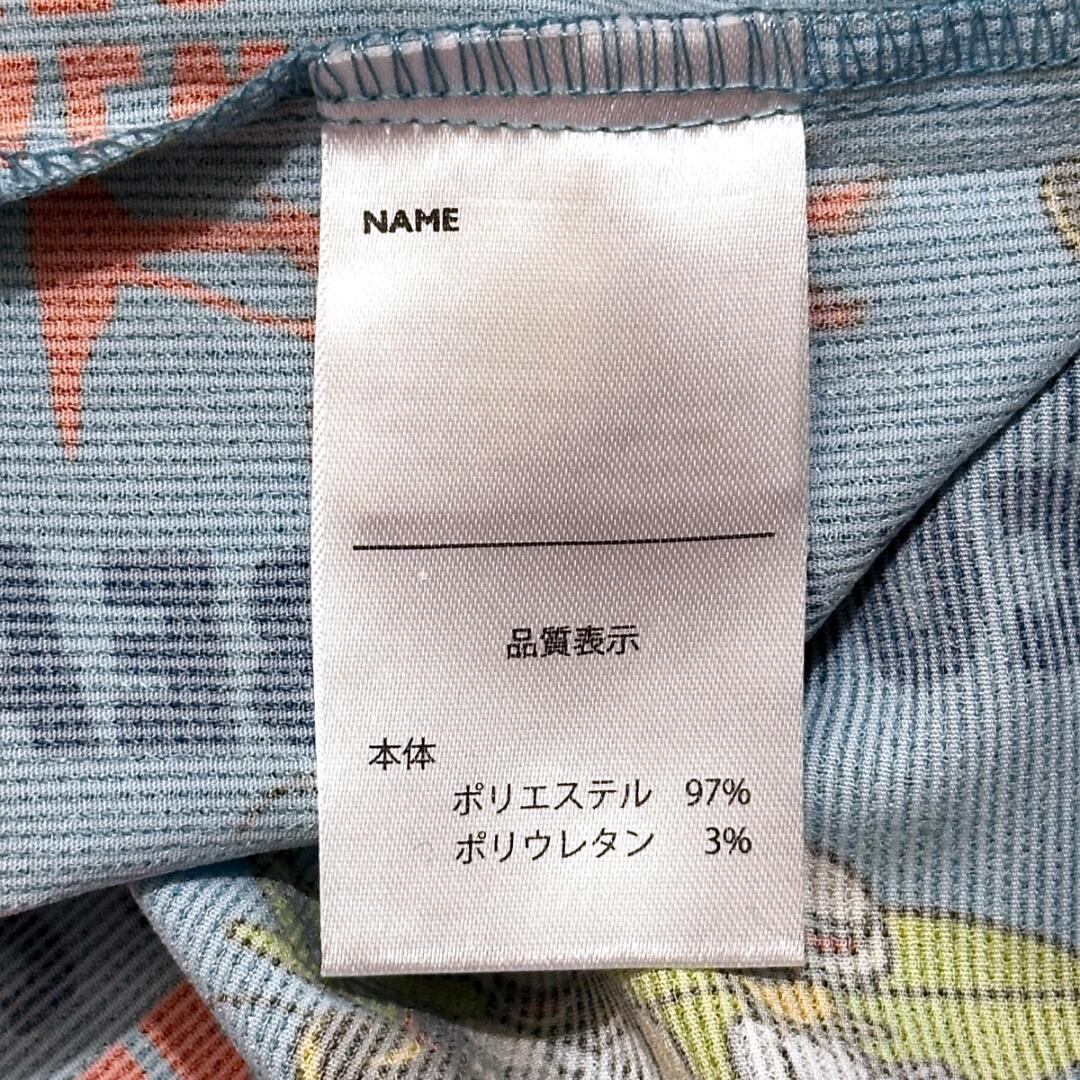 NAME
品質表示
本体
ポリエステル 97%
ポリウレタン 3%